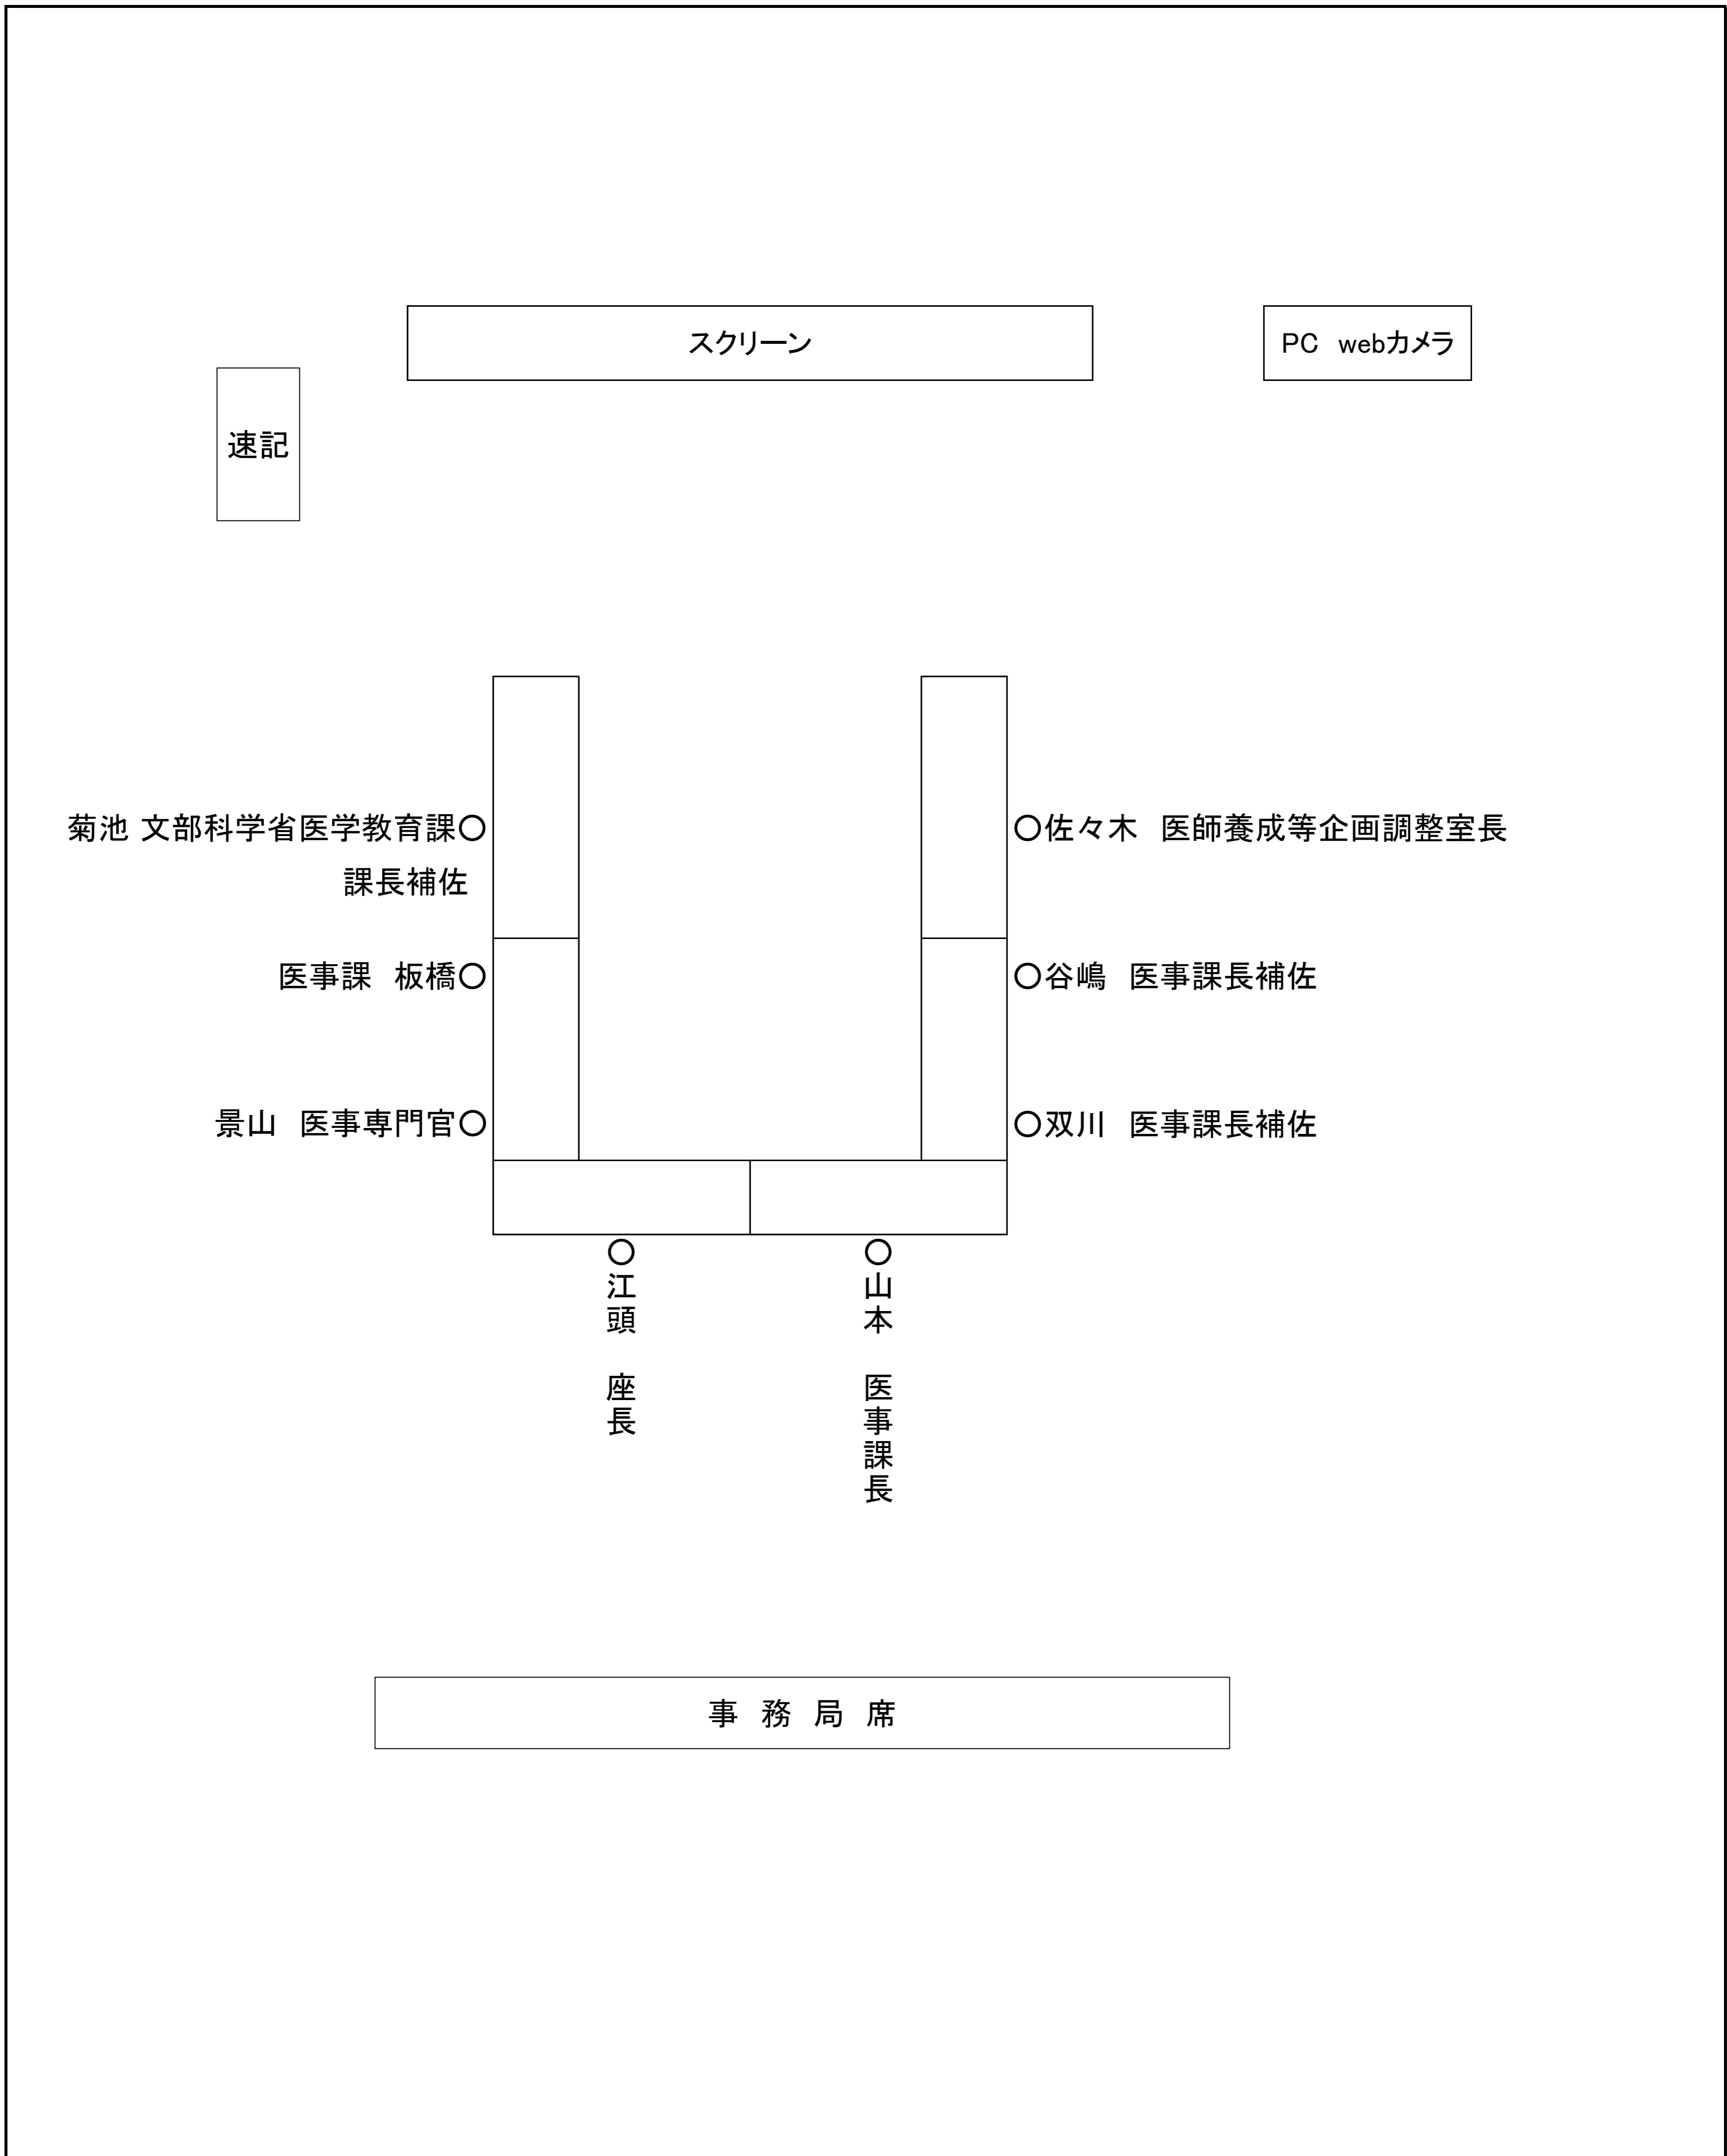 スクリーン
PC　webカメラ
速記
菊池 文部科学省医学教育課○
課長補佐
○佐々木　医師養成等企画調整室長
医事課　板橋○
○谷嶋　医事課長補佐
景山　医事専門官○
○双川　医事課長補佐
○江頭　座長
○山本　医事課長
事　務　局　席